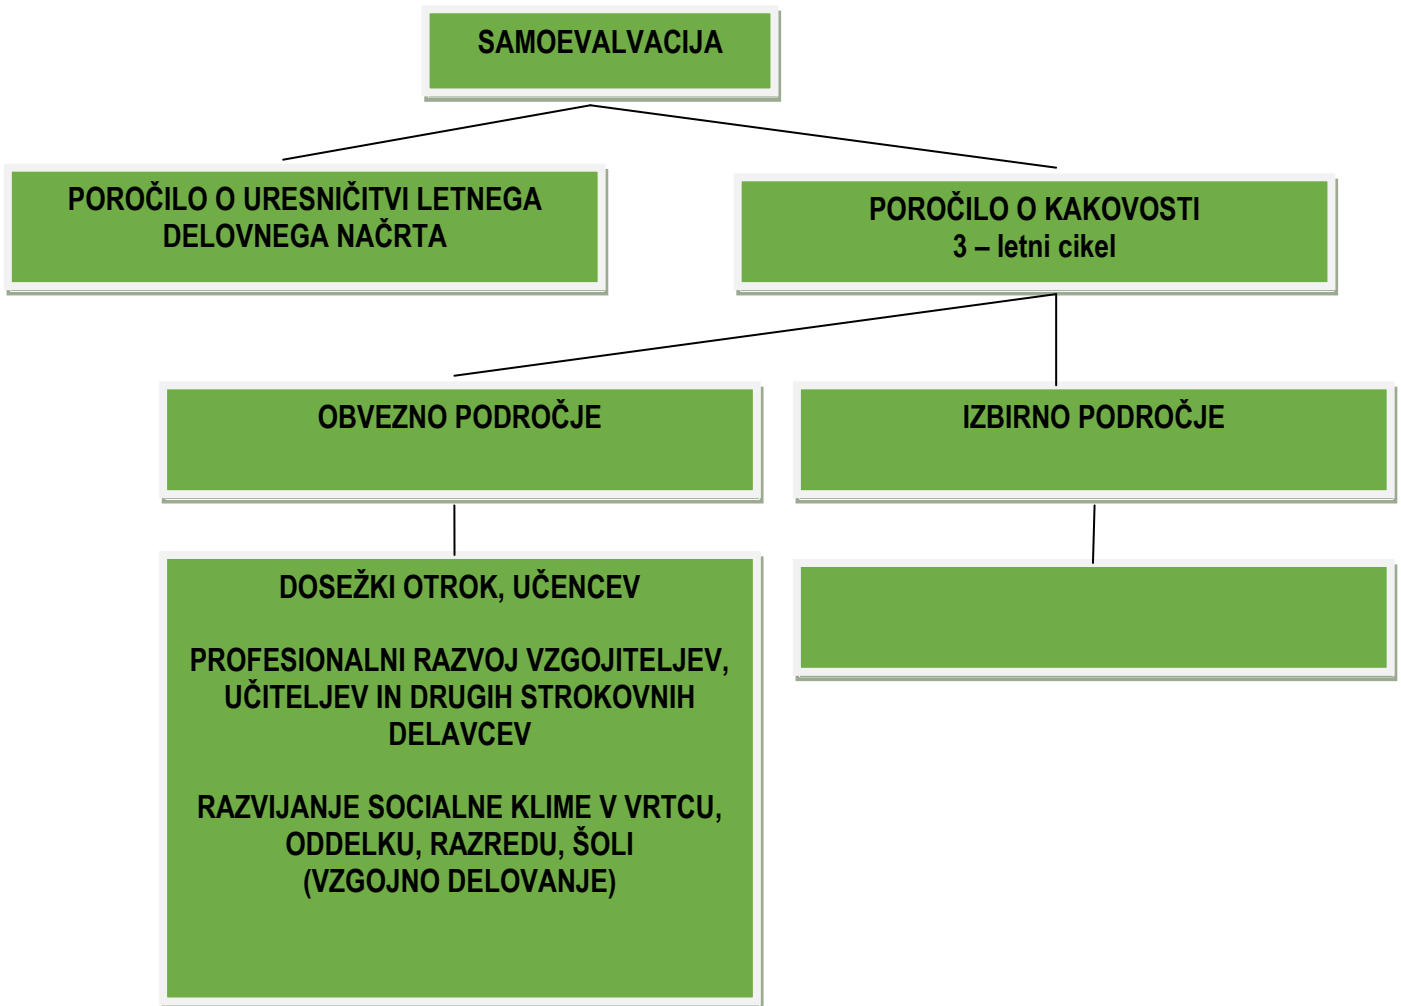 SAMOEVALVACIJA
POROČILO O URESNIČITVI LETNEGA
DELOVNEGA NAČRTA
POROČILO O KAKOVOSTI
3 – letni cikel
OBVEZNO PODROČJE
IZBIRNO PODROČJE
DOSEŽKI OTROK, UČENCEV
PROFESIONALNI RAZVOJ VZGOJITELJEV,
UČITELJEV IN DRUGIH STROKOVNIH
DELAVCEV
RAZVIJANJE SOCIALNE KLIME V VRTCU,
ODDELKU, RAZREDU, ŠOLI
(VZGOJNO DELOVANJE)